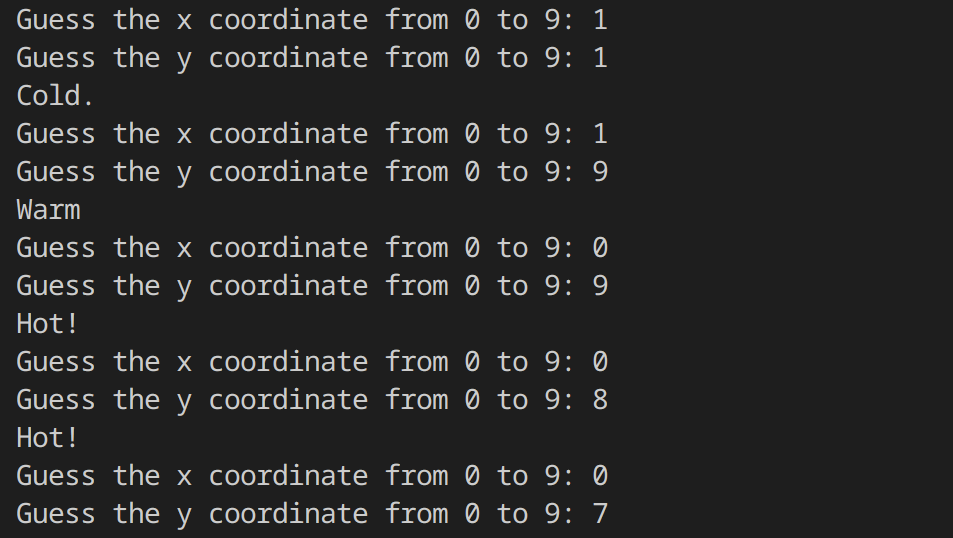 Guess the x coordinate from 0 to 9: 1
Guess the y coordinate from 0 to 9: 1
Cold.
Guess the x coordinate from 0 to 9: 1
Guess the y coordinate from 0 to 9: 9
Warm
Guess the x coordinate from 0 to 9: 0
Guess the y coordinate from 0 to 9: 9
Hot!
Guess the x coordinate from 0 to 9: 0
Guess the y coordinate from 0 to 9: 8
Hot!
Guess the x coordinate from 0 to 9: 0
Guess the y coordinate from 0 to 9: 7